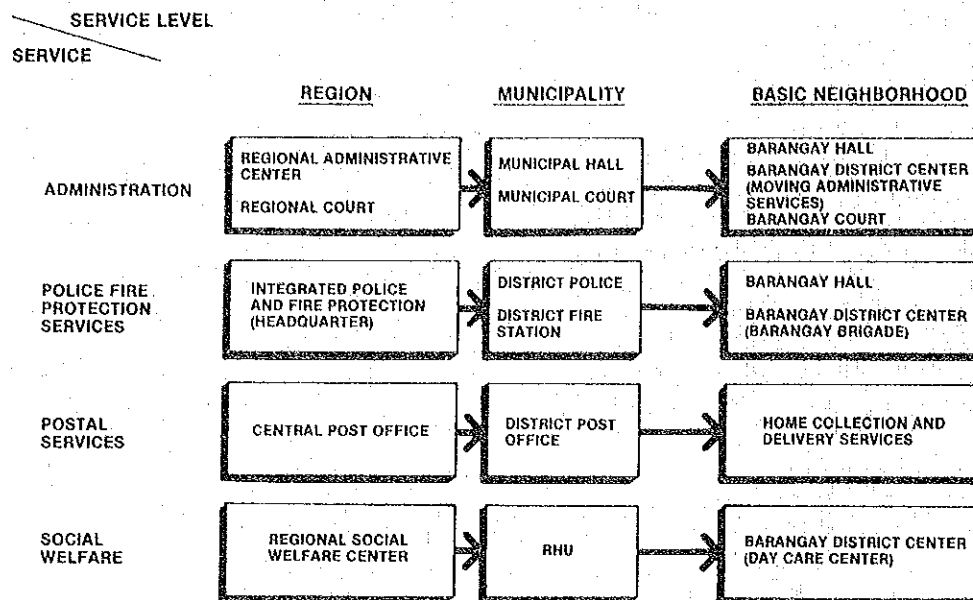 SERVICE LEVEL
SERVICE
REGION
MUNICIPALITY
BASIC NEIGHBORHOOD
ADMINISTRATION
REGIONAL ADMINISTRATIVE
CENTER
REGIONAL COURT
MUNICIPAL HALL
MUNICIPAL COURT
BARANGAY HALL
BARANGAY DISTRICT CENTER
(MOVING ADMINISTRATIVE
SERVICES)
BARANGAY COURT
POLICE FIRE
PROTECTION
SERVICES
INTEGRATED POLICE
AND FIRE PROTECTION
(HEADQUARTER)
DISTRICT POLICE
DISTRICT FIRE
STATION
BARANGAY HALL
BARANGAY DISTRICT CENTER
(BARANGAY BRIGADE)
POSTAL
SERVICES
CENTRAL POST OFFICE
DISTRICT POST
OFFICE
HOME COLLECTION AND
DELIVERY SERVICES
SOCIAL
WELFARE
REGIONAL SOCIAL
WELFARE CENTER
RHU
BARANGAY DISTRICT CENTER
(DAY CARE CENTER)